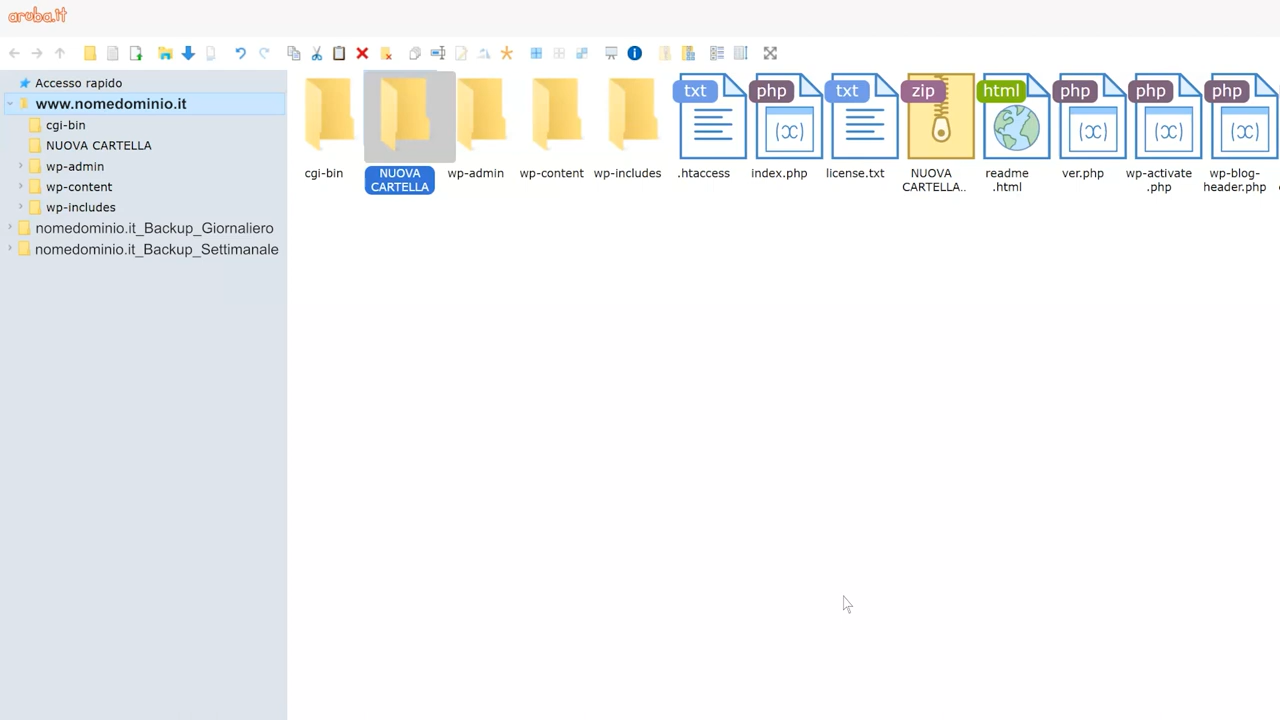 aruba.it
Accesso rapido
www.nomedominio.it
cgi-bin
NUOVA CARTELLA
wp-admin
wp-content
wp-includes
nomedominio.it_Backup_Giornaliero
nomedominio.it_Backup_Settimanale
txt
php
txt
zip
html
php
php
php
cgi-bin
NUOVA
CARTELLA
wp-admin
wp-content
wp-includes
.htaccess
index.php
license.txt
NUOVA
CARTELLA..
readme
.html
ver.php
wp-activate
.php
wp-blog-
header.php